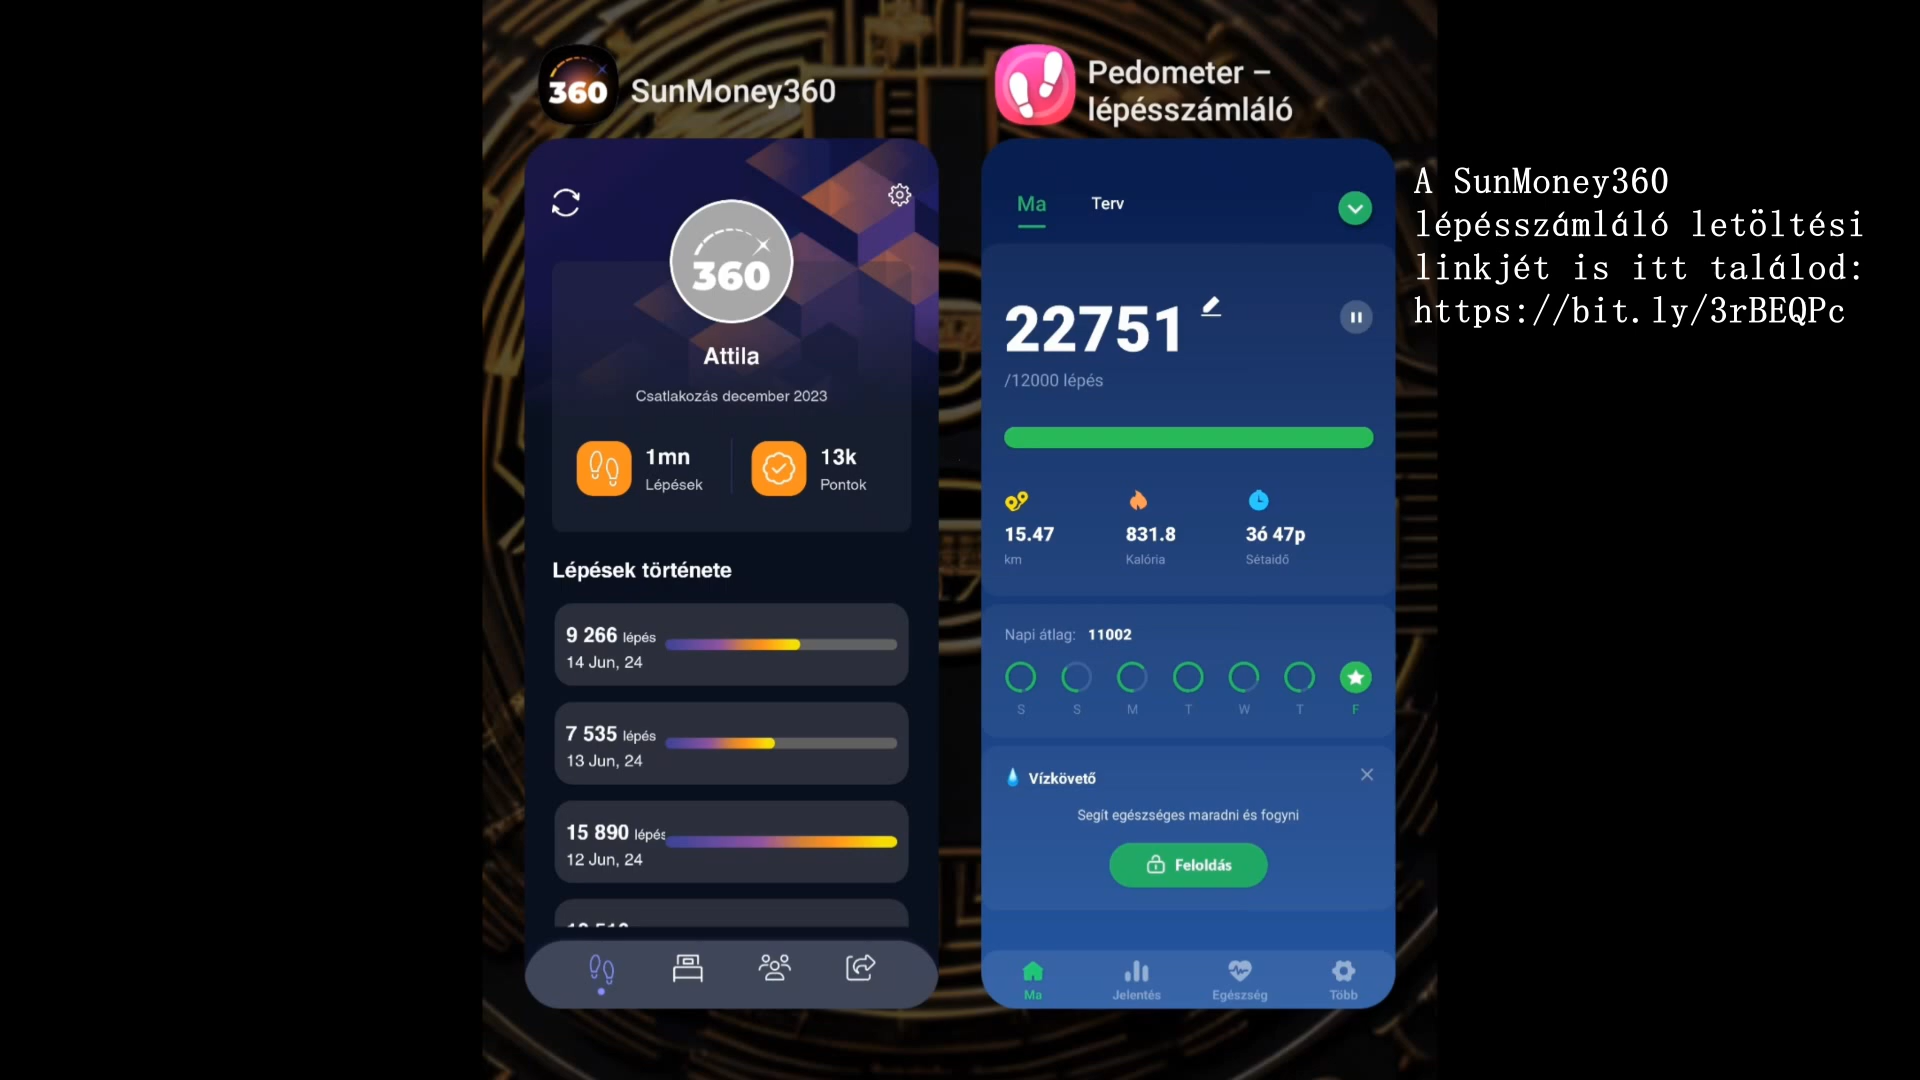 360
SunMoney360
360
Attila
Csatlakozás december 2023
1mn
Lépések
13k
Pontok
Lépések története
9 266 lépés
14 Jun, 24
7 535 lépés
13 Jun, 24
15 890 lépés
12 Jun, 24
Pedometer –
lépésszámláló
Ma Terv
22751
/12000 lépés
15.47
km
831.8
Kalória
3ó 47p
Sétaidő
Napi átlag: 11002
S S M T W T F
Vízkövető
Segít egészséges maradni és fogyni
Feloldás
Ma Jelentés Egészség Több
A SunMoney360
lépésszámláló letöltési
linkjét is itt találod:
https://bit.ly/3rBEQPc